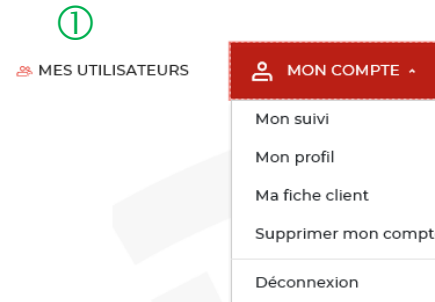 ①
MES UTILISATEURS
MON COMPTE
Mon suivi
Mon profil
Ma fiche client
Supprimer mon compt
Déconnexion